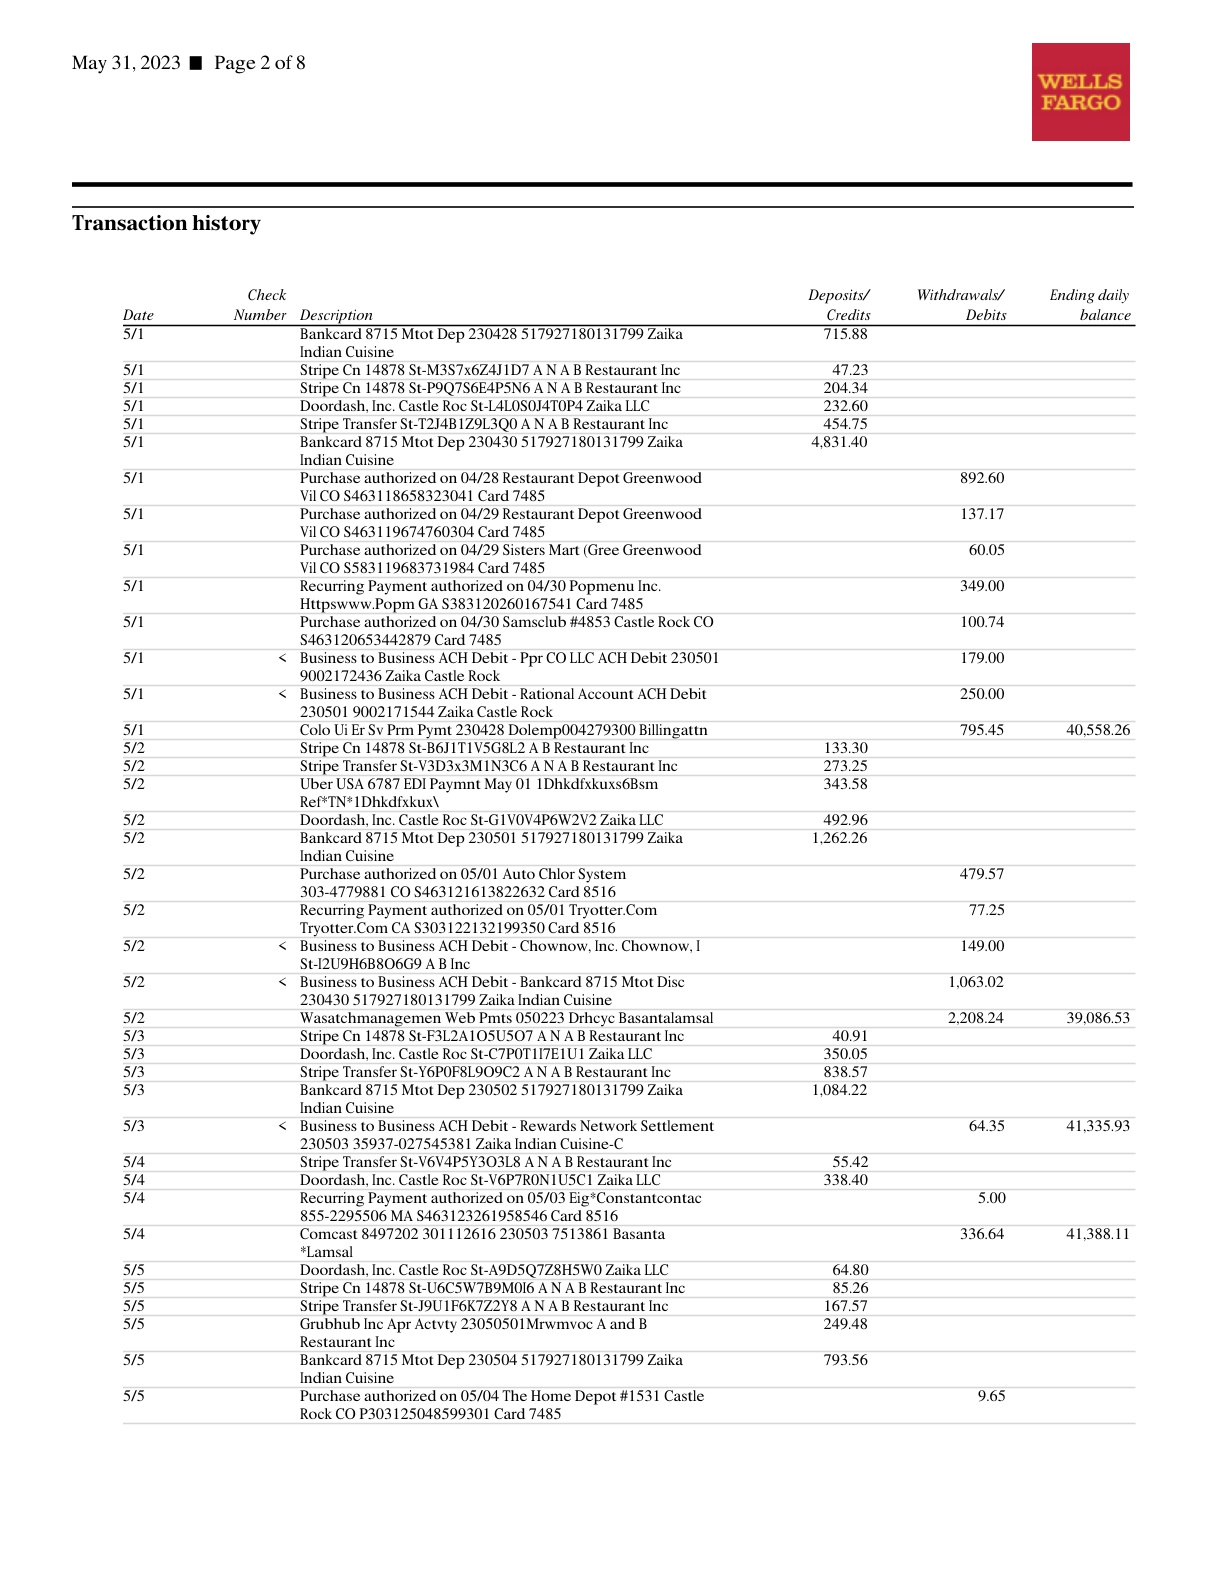 May 31, 2023 ■ Page 2 of 8
WELLS
FARGO
Transaction history
Check Deposits/ Withdrawals/ Ending daily
Date Number Description Credits Debits balance
5/1 Bankcard 8715 Mtot Dep 230428 517927180131799 Zaika 715.88
Indian Cuisine
5/1 Stripe Cn 14878 St-M3S7x6Z4J1D7 A N A B Restaurant Inc 47.23
5/1 Stripe Cn 14878 St-P9Q7S6E4P5N6 A N A B Restaurant Inc 204.34
5/1 Doordash, Inc. Castle Roc St-L4L0S0J4T0P4 Zaika LLC 232.60
5/1 Stripe Transfer St-T2J4B1Z9L3Q0 A N A B Restaurant Inc 454.75
5/1 Bankcard 8715 Mtot Dep 230430 517927180131799 Zaika 4,831.40
Indian Cuisine
5/1 Purchase authorized on 04/28 Restaurant Depot Greenwood 892.60
Vil CO S463118658323041 Card 7485
5/1 Purchase authorized on 04/29 Restaurant Depot Greenwood 137.17
Vil CO S463119674760304 Card 7485
5/1 Purchase authorized on 04/29 Sisters Mart (Gree Greenwood 60.05
Vil CO S583119683731984 Card 7485
5/1 Recurring Payment authorized on 04/30 Popmenu Inc. 349.00
Httpswww.Popm GA S383120260167541 Card 7485
5/1 Purchase authorized on 04/30 Samsclub #4853 Castle Rock CO 100.74
S463120653442879 Card 7485
5/1 < Business to Business ACH Debit - Ppr CO LLC ACH Debit 230501 179.00
9002172436 Zaika Castle Rock
5/1 < Business to Business ACH Debit - Rational Account ACH Debit 250.00
230501 9002171544 Zaika Castle Rock
5/1 Colo Ui Er Sv Prm Pymt 230428 Dolemp004279300 Billingattn 795.45 40,558.26
5/2 Stripe Cn 14878 St-B6J1T1V5G8L2 A B Restaurant Inc 133.30
5/2 Stripe Transfer St-V3D3x3M1N3C6 A N A B Restaurant Inc 273.25
5/2 Uber USA 6787 EDI Paymnt May 01 1Dhkdfxkuxs6Bsm 343.58
Ref*TN*1Dhkdfxkux\
5/2 Doordash, Inc. Castle Roc St-G1V0V4P6W2V2 Zaika LLC 492.96
5/2 Bankcard 8715 Mtot Dep 230501 517927180131799 Zaika 1,262.26
Indian Cuisine
5/2 Purchase authorized on 05/01 Auto Chlor System 479.57
303-4779881 CO S463121613822632 Card 8516
5/2 Recurring Payment authorized on 05/01 Tryotter.Com 77.25
Tryotter.Com CA S303122132199350 Card 8516
5/2 < Business to Business ACH Debit - Chownow, Inc. Chownow, I 149.00
St-I2U9H6B8O6G9 A B Inc
5/2 < Business to Business ACH Debit - Bankcard 8715 Mtot Disc 1,063.02
230430 517927180131799 Zaika Indian Cuisine
5/2 Wasatchmanagemen Web Pmts 050223 Drhcyc Basantalamsal 2,208.24 39,086.53
5/3 Stripe Cn 14878 St-F3L2A1O5U5O7 A N A B Restaurant Inc 40.91
5/3 Doordash, Inc. Castle Roc St-C7P0T1I7E1U1 Zaika LLC 350.05
5/3 Stripe Transfer St-Y6P0F8L9O9C2 A N A B Restaurant Inc 838.57
5/3 Bankcard 8715 Mtot Dep 230502 517927180131799 Zaika 1,084.22
Indian Cuisine
5/3 < Business to Business ACH Debit - Rewards Network Settlement 64.35 41,335.93
230503 35937-027545381 Zaika Indian Cuisine-C
5/4 Stripe Transfer St-V6V4P5Y3O3L8 A N A B Restaurant Inc 55.42
5/4 Doordash, Inc. Castle Roc St-V6P7R0N1U5C1 Zaika LLC 338.40
5/4 Recurring Payment authorized on 05/03 Eig*Constantcontac 5.00
855-2295506 MA S463123261958546 Card 8516
5/4 Comcast 8497202 301112616 230503 7513861 Basanta 336.64 41,388.11
*Lamsal
5/5 Doordash, Inc. Castle Roc St-A9D5Q7Z8H5W0 Zaika LLC 64.80
5/5 Stripe Cn 14878 St-U6C5W7B9M0I6 A N A B Restaurant Inc 85.26
5/5 Stripe Transfer St-J9U1F6K7Z2Y8 A N A B Restaurant Inc 167.57
5/5 Grubhub Inc Apr Actvty 23050501Mrwmvoc A and B 249.48
Restaurant Inc
5/5 Bankcard 8715 Mtot Dep 230504 517927180131799 Zaika 793.56
Indian Cuisine
5/5 Purchase authorized on 05/04 The Home Depot #1531 Castle 9.65
Rock CO P303125048599301 Card 7485